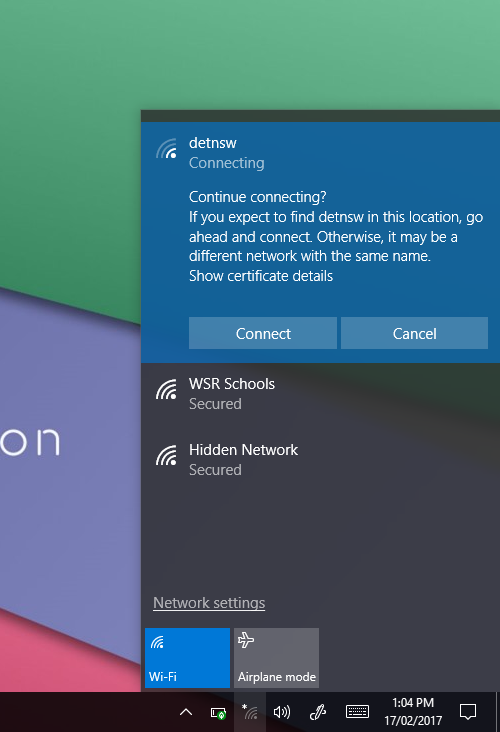 detnsw
Connecting
Continue connecting?
If you expect to find detnsw in this location, go
ahead and connect. Otherwise, it may be a
different network with the same name.
Show certificate details
Connect Cancel
WSR Schools
Secured
on
Hidden Network
Secured
Network settings
Wi-Fi Airplane mode
1:04 PM
17/02/2017